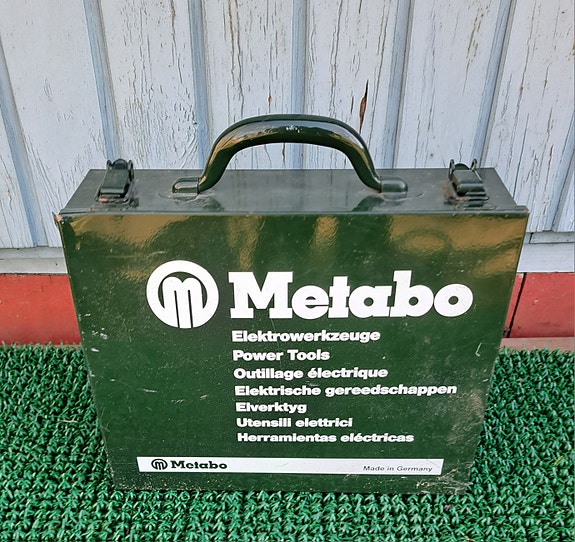 Metabo
Elektrowerkzeuge
Power Tools
Outillage électrique
Elektrische gereedschappen
Elverktyg
Utensili elettrici
Herramientas eléctricas
Metabo Made in Germany